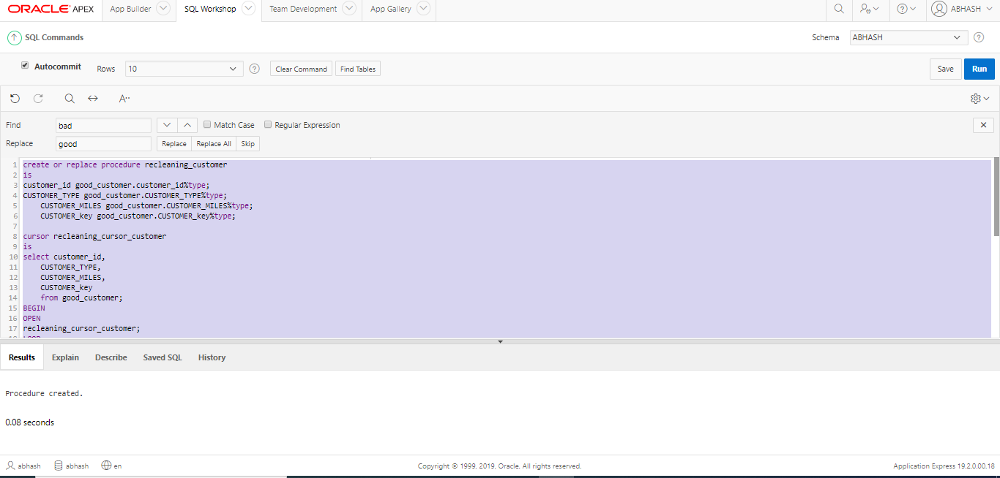 ORACLE APEX App Builder SQL Workshop Team Development App Gallery ABHASH
SQL Commands Schema ABHASH
Autocommit Rows 10 Clear Command Find Tables Save Run
Find bad Match Case Regular Expression
Replace good Replace Replace All Skip
1 create or replace procedure recleaning_customer
2 is
3 customer_id good_customer.customer_id%type;
4 CUSTOMER_TYPE good_customer.CUSTOMER_TYPE%type;
5 CUSTOMER_MILES good_customer.CUSTOMER_MILES%type;
6 CUSTOMER_key good_customer.CUSTOMER_key%type;
7
8 cursor recleaning_cursor_customer
9 is
10 select customer_id,
11 CUSTOMER_TYPE,
12 CUSTOMER_MILES,
13 CUSTOMER_key
14 from good_customer;
15 BEGIN
16 OPEN
17 recleaning_cursor_customer;
Results Explain Describe Saved SQL History
Procedure created.
0.08 seconds
abhash abhash en Copyright © 1999, 2019, Oracle. All rights reserved. Application Express 19.2.0.00.18